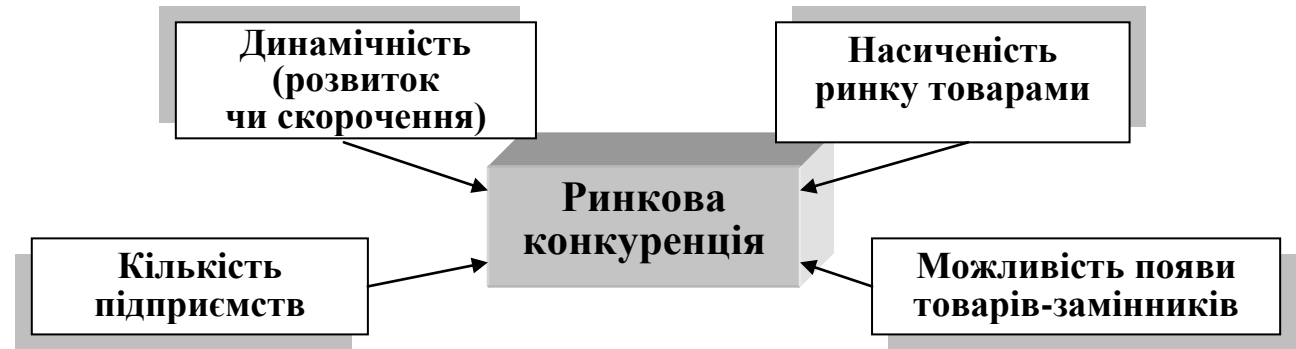 Динамічність
(розвиток
чи скорочення)
Насиченість
ринку товарами
Ринкова
конкуренція
Кількість
підприємств
Можливість появи
товарів-замінників